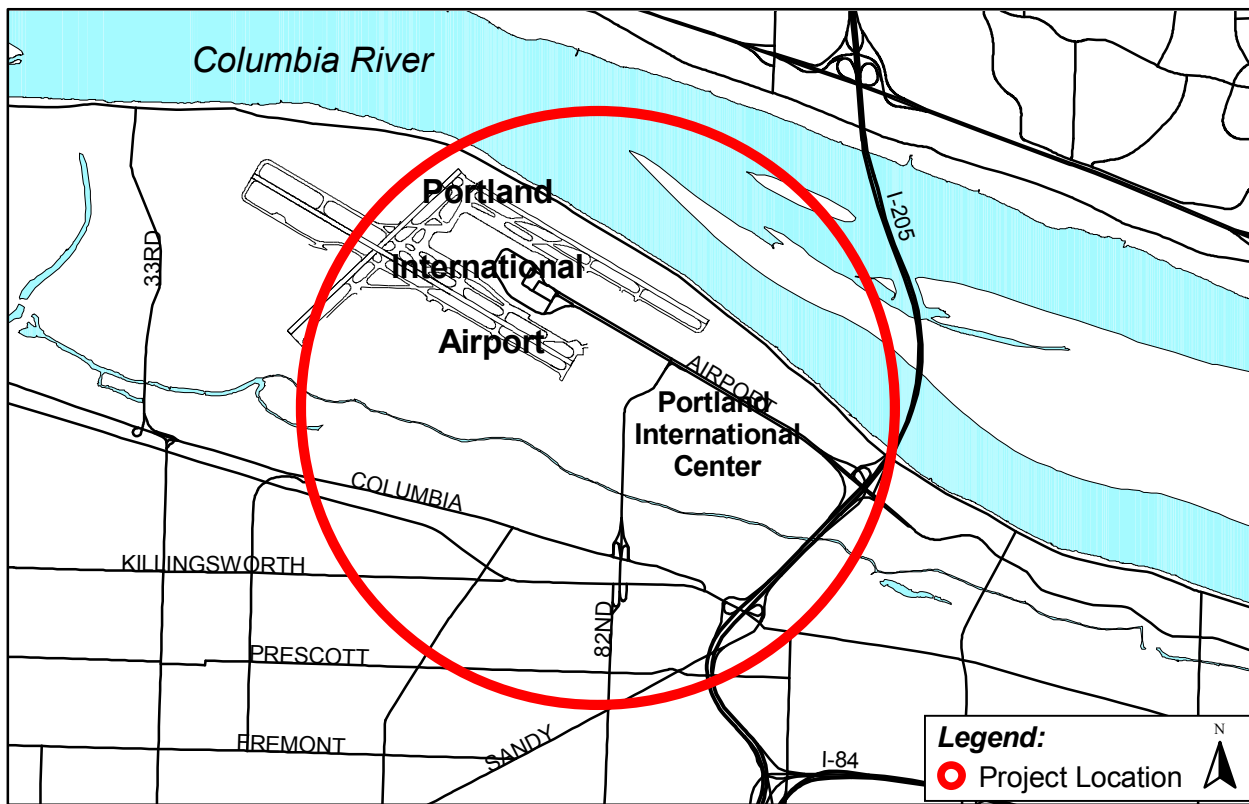 Columbia River
Portland
International
Airport
33RD
I-205
AIRPORT
Portland
International
Center
COLUMBIA
KILLINGSWORTH
82ND
PRESCOTT
FREMONT
SANDY
I-84
Legend:
Project Location
N